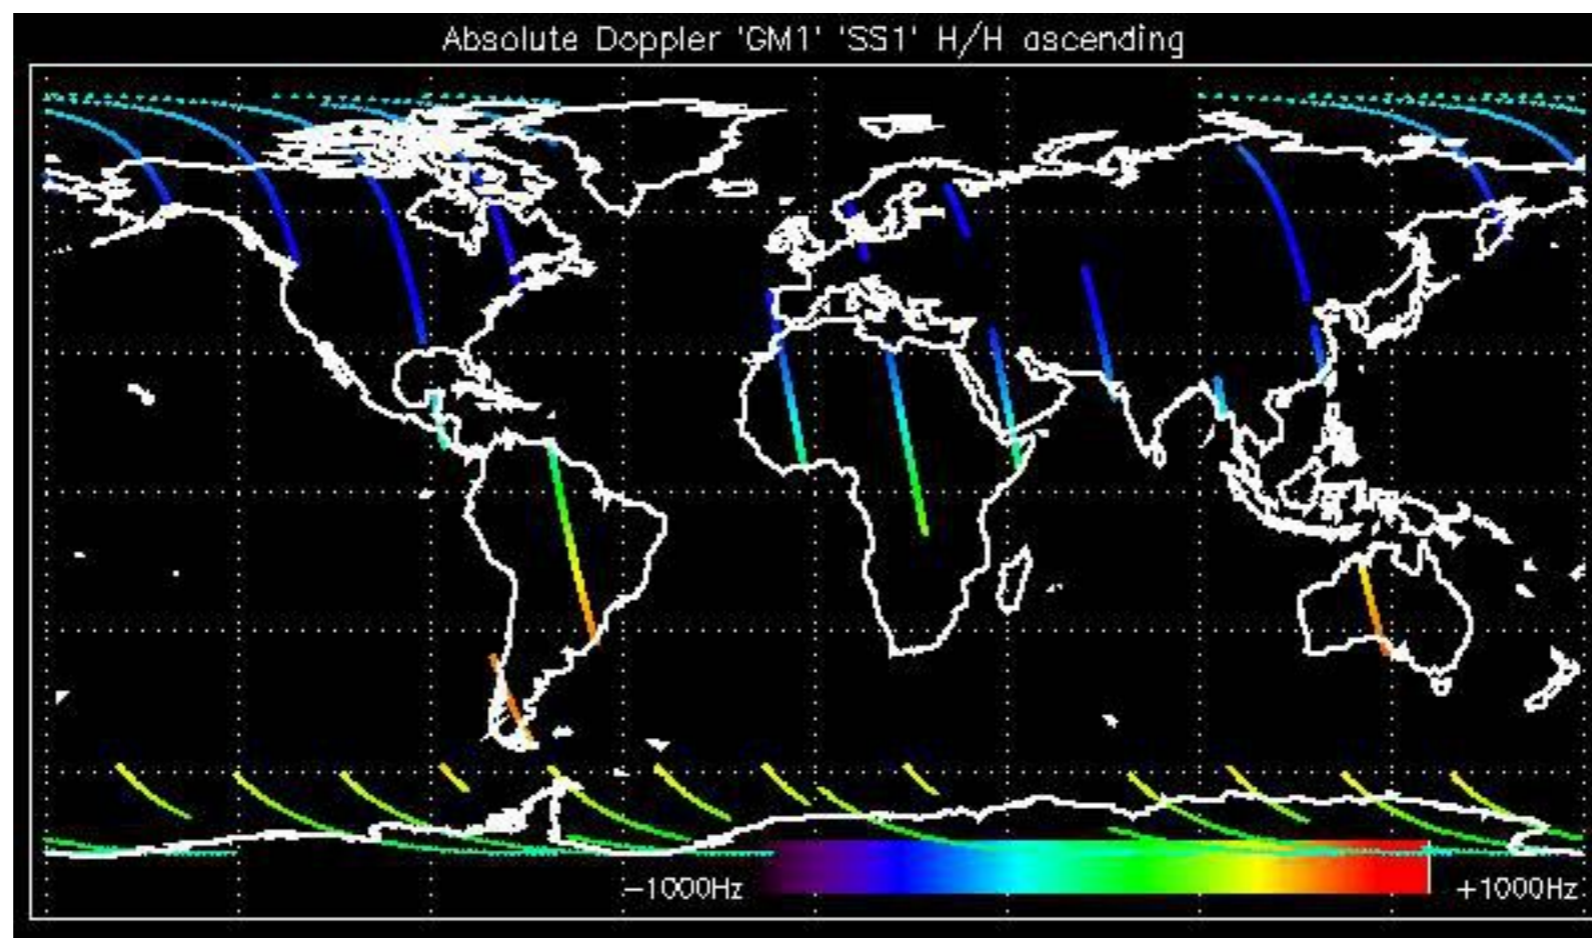 Absolute Doppler 'GM1' 'SS1' H/H ascending
-1000Hz +1000Hz